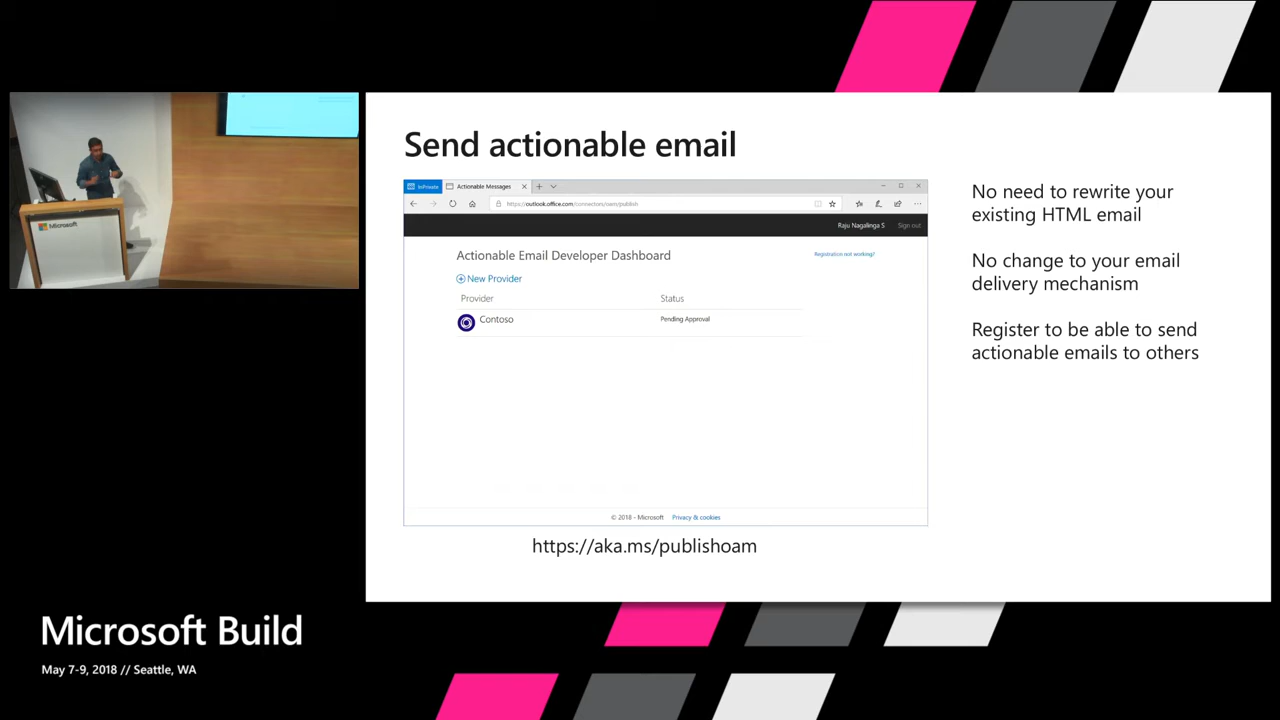 Send actionable email
InPrivate
Actionable Messages
https://outlook.office.com/connectors/oam/publish
Raju Nagalinga S
Sign out
Actionable Email Developer Dashboard
Registration not working?
New Provider
Provider
Status
Contoso
Pending Approval
© 2018 - Microsoft
Privacy & cookies
https://aka.ms/publishoam
No need to rewrite your
existing HTML email
No change to your email
delivery mechanism
Register to be able to send
actionable emails to others
Microsoft
Microsoft Build
May 7-9, 2018 // Seattle, WA